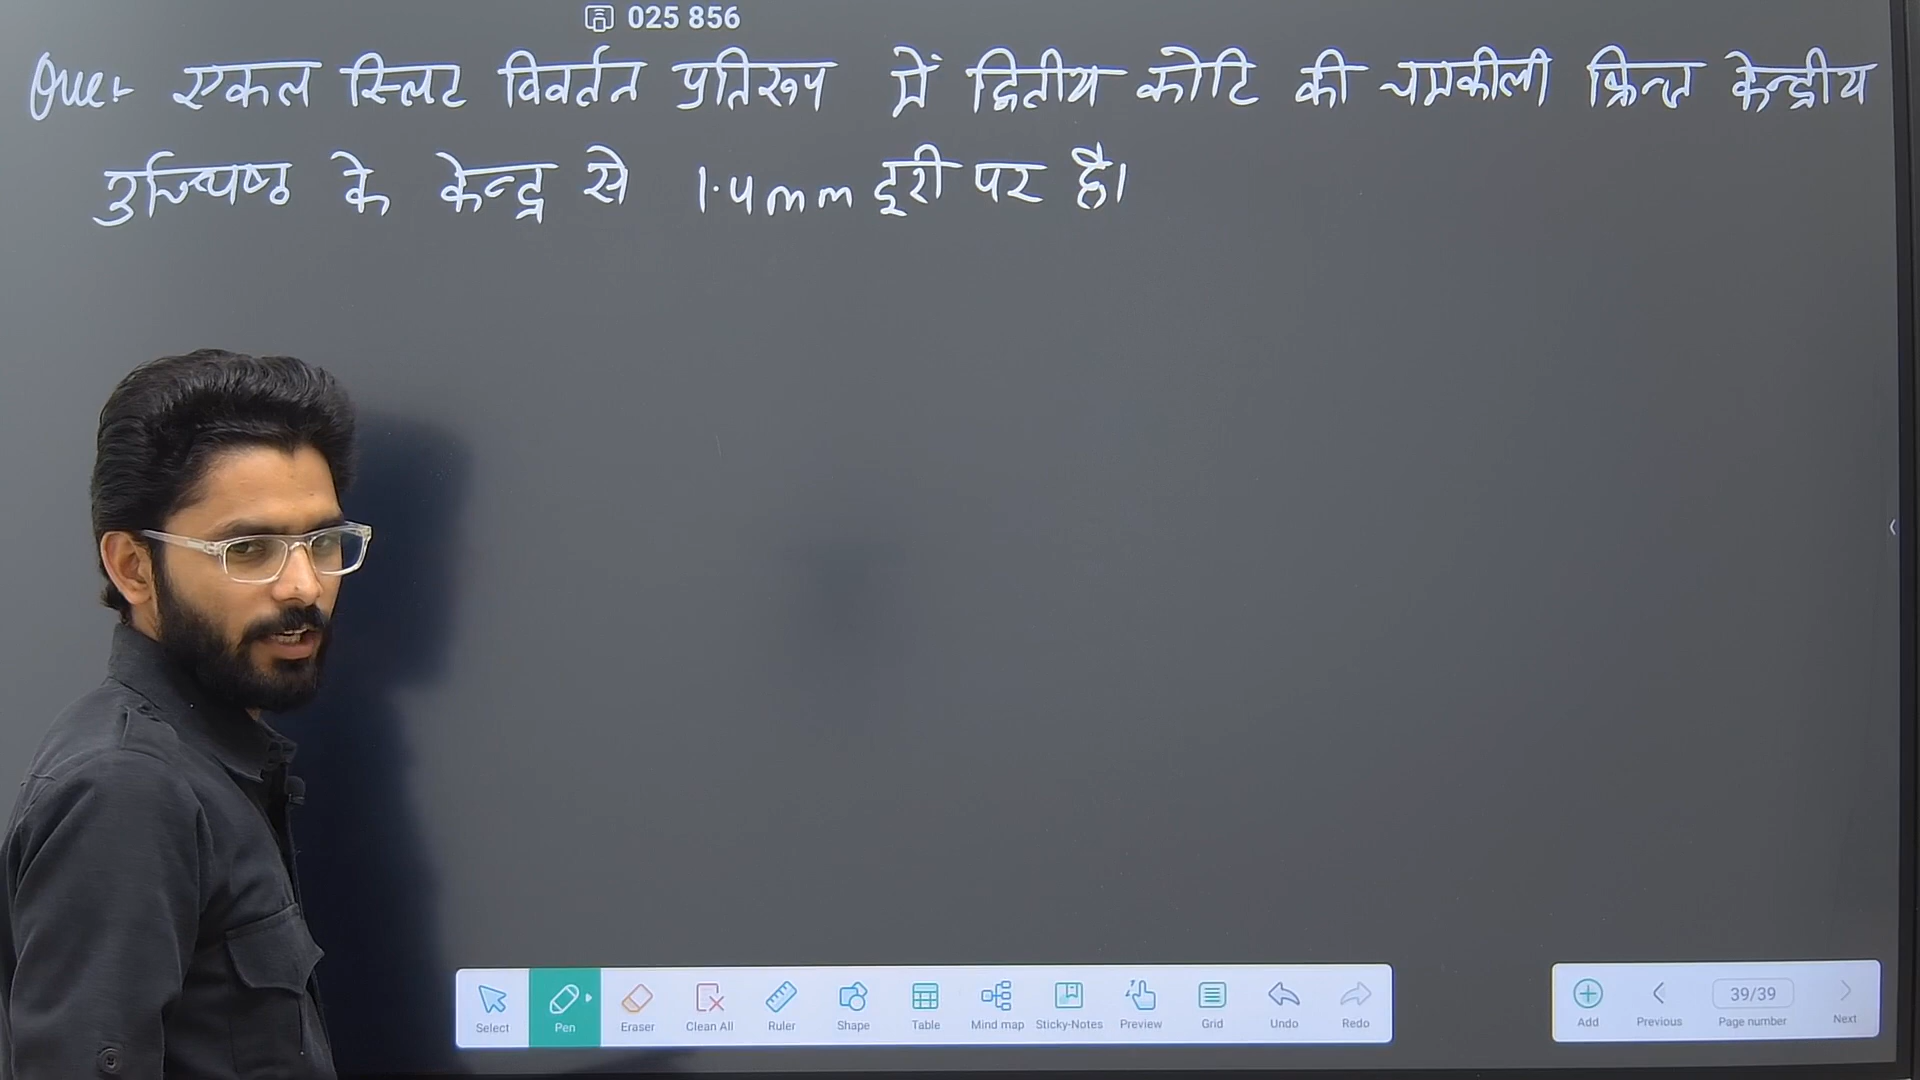 025 856
Que:- एकल स्लिट विवर्तन प्रतिरूप में द्वितीय कोटि की चमकीली फ्रिन्ज केन्द्रीय
उच्चिष्ठ के केन्द्र से 1.4mm दूरी पर है।
Select Pen Eraser Clean All Ruler Shape Table Mind map Sticky-Notes Preview Grid Undo Redo
Add Previous 39/39 Page number Next